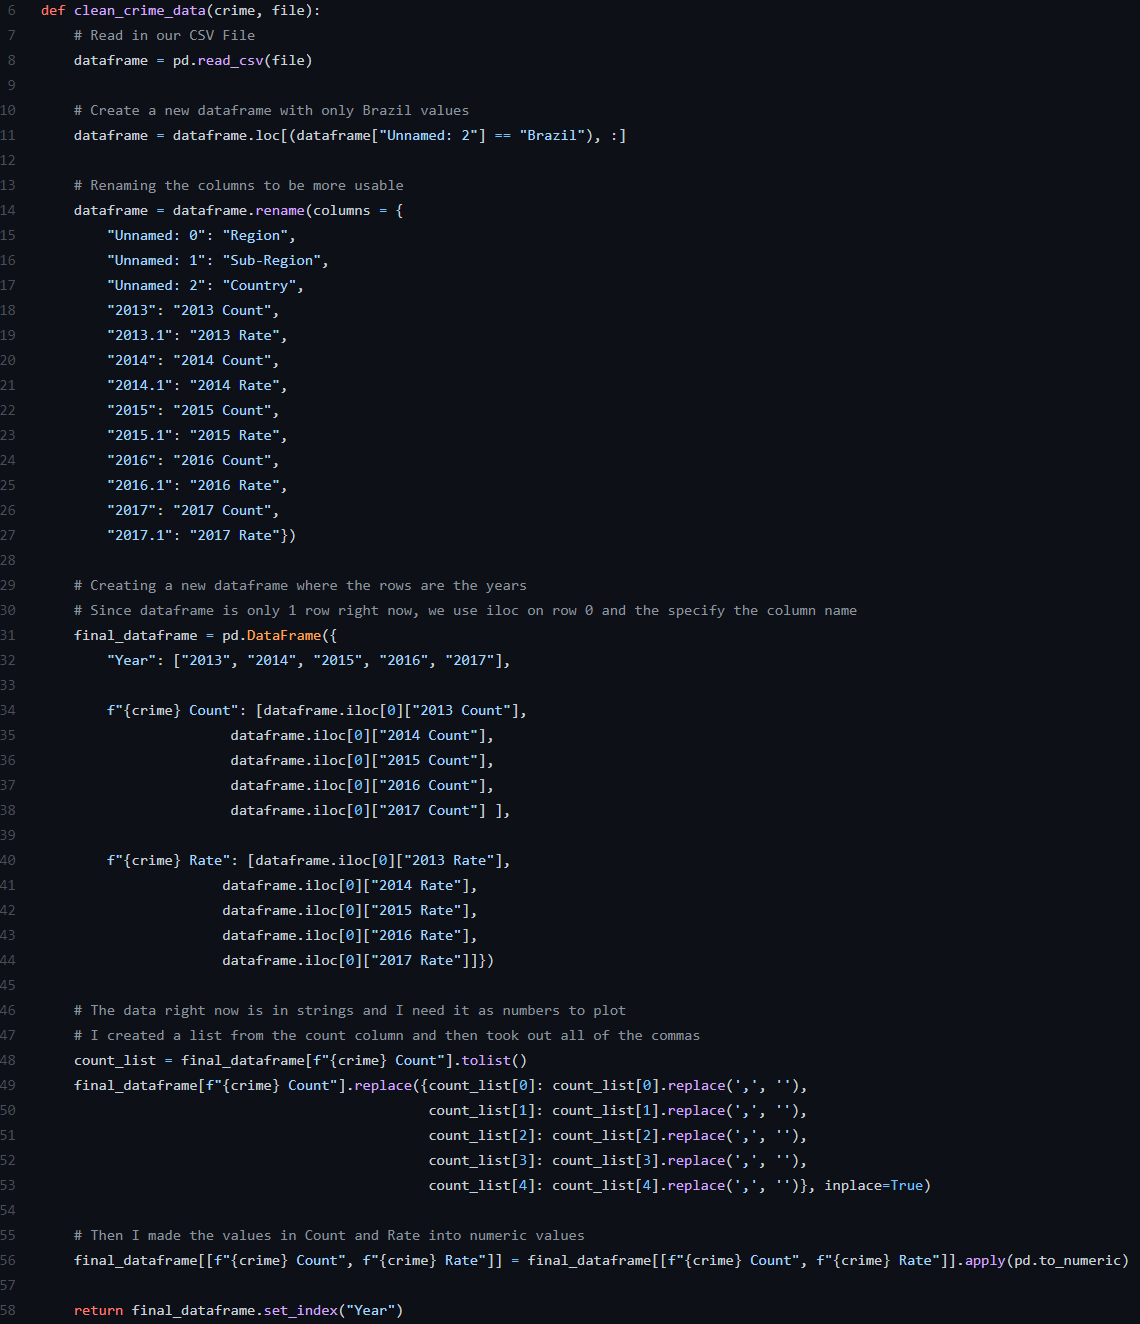 6 def clean_crime_data(crime, file):
7     # Read in our CSV File
8     dataframe = pd.read_csv(file)
9
10     # Create a new dataframe with only Brazil values
11     dataframe = dataframe.loc[(dataframe["Unnamed: 2"] == "Brazil"), :]
12
13     # Renaming the columns to be more usable
14     dataframe = dataframe.rename(columns = {
15         "Unnamed: 0": "Region",
16         "Unnamed: 1": "Sub-Region",
17         "Unnamed: 2": "Country",
18         "2013": "2013 Count",
19         "2013.1": "2013 Rate",
20         "2014": "2014 Count",
21         "2014.1": "2014 Rate",
22         "2015": "2015 Count",
23         "2015.1": "2015 Rate",
24         "2016": "2016 Count",
25         "2016.1": "2016 Rate",
26         "2017": "2017 Count",
27         "2017.1": "2017 Rate"})
28
29     # Creating a new dataframe where the rows are the years
30     # Since dataframe is only 1 row right now, we use iloc on row 0 and the specify the column name
31     final_dataframe = pd.DataFrame({
32         "Year": ["2013", "2014", "2015", "2016", "2017"],
33
34         f"{crime} Count": [dataframe.iloc[0]["2013 Count"],
35                        dataframe.iloc[0]["2014 Count"],
36                        dataframe.iloc[0]["2015 Count"],
37                        dataframe.iloc[0]["2016 Count"],
38                        dataframe.iloc[0]["2017 Count"] ],
39
40         f"{crime} Rate": [dataframe.iloc[0]["2013 Rate"],
41                       dataframe.iloc[0]["2014 Rate"],
42                       dataframe.iloc[0]["2015 Rate"],
43                       dataframe.iloc[0]["2016 Rate"],
44                       dataframe.iloc[0]["2017 Rate"]]})
45
46     # The data right now is in strings and I need it as numbers to plot
47     # I created a list from the count column and then took out all of the commas
48     count_list = final_dataframe[f"{crime} Count"].tolist()
49     final_dataframe[f"{crime} Count"].replace({count_list[0]: count_list[0].replace(',', ''),
50                                                count_list[1]: count_list[1].replace(',', ''),
51                                                count_list[2]: count_list[2].replace(',', ''),
52                                                count_list[3]: count_list[3].replace(',', ''),
53                                                count_list[4]: count_list[4].replace(',', '')}, inplace=True)
54
55     # Then I made the values in Count and Rate into numeric values
56     final_dataframe[[f"{crime} Count", f"{crime} Rate"]] = final_dataframe[[f"{crime} Count", f"{crime} Rate"]].apply(pd.to_numeric)
57
58     return final_dataframe.set_index("Year")